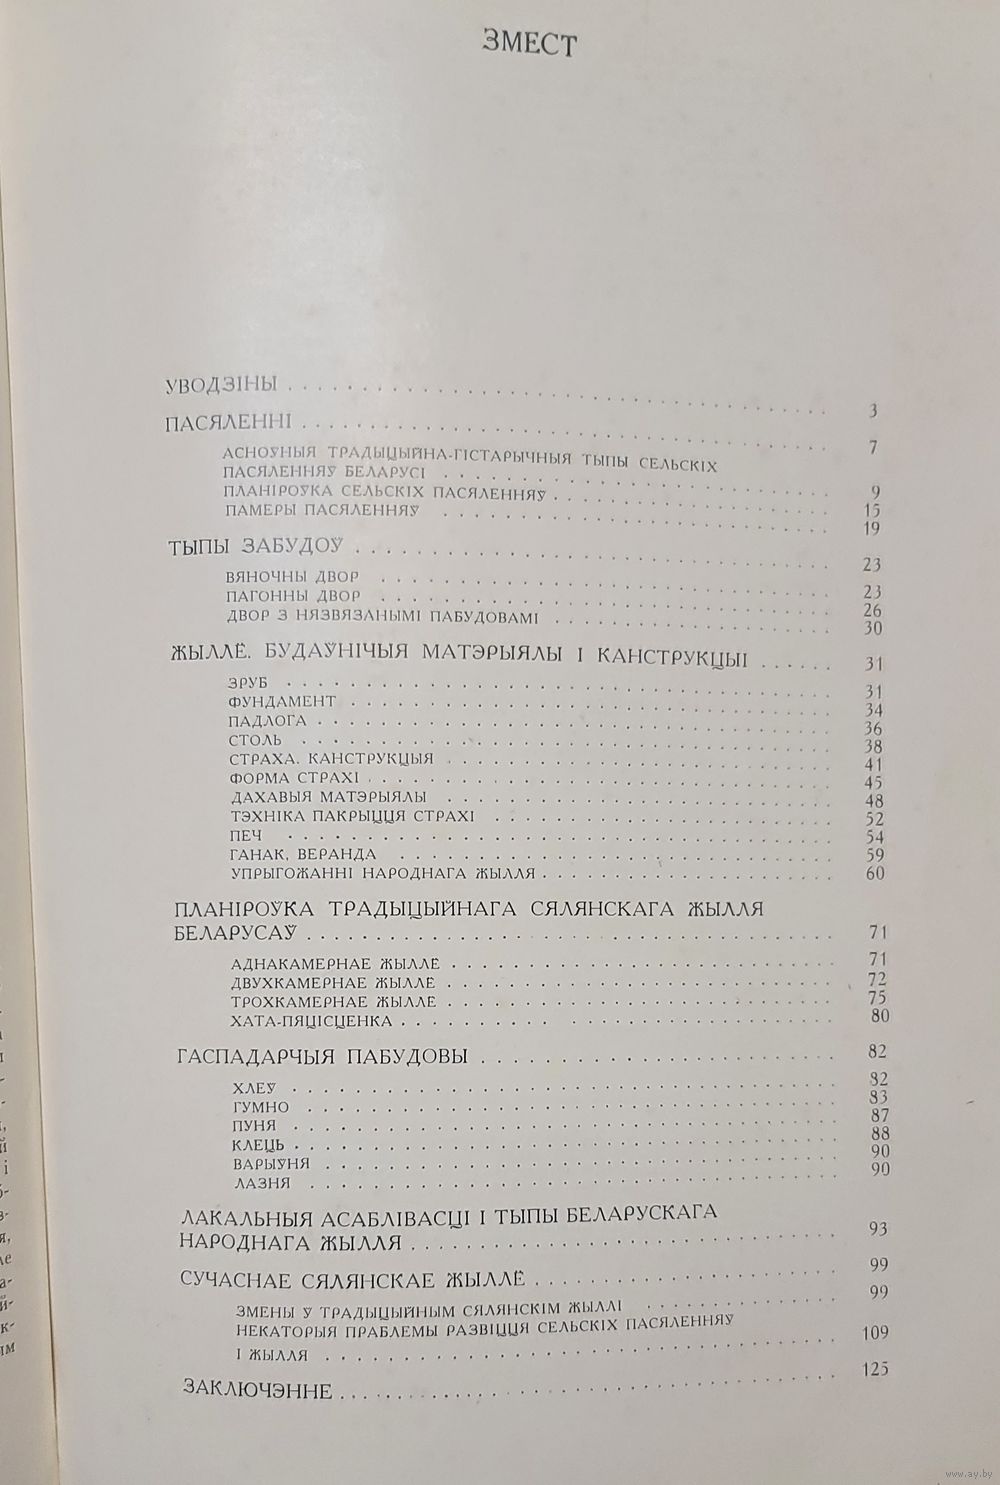 ЗМЕСТ
УВОДЗІНЫ . . . . . . . . . . 3
ПАСЯЛЕННІ . . . . . . . . . . 7
АСНОЎНЫЯ ТРАДЫЦЫЙНА-ГІСТАРЫЧНЫЯ ТЫПЫ СЕЛЬСКІХ
ПАСЯЛЕННЯЎ БЕЛАРУСІ . . . . . . . . . . 9
ПЛАНІРОЎКА СЕЛЬСКІХ ПАСЯЛЕННЯЎ . . . . . . . . . . 15
ПАМЕРЫ ПАСЯЛЕННЯЎ . . . . . . . . . . 19
ТЫПЫ ЗАБУДОЎ . . . . . . . . . . 23
ВЯНОЧНЫ ДВОР . . . . . . . . . . 23
ПАГОННЫ ДВОР . . . . . . . . . . 26
ДВОР З НЯЗВЯЗАНЫМІ ПАБУДОВАМІ . . . . . . . . . . 30
ЖЫЛЛЁ. БУДАЎНІЧЫЯ МАТЭРЫЯЛЫ І КАНСТРУКЦЫІ . . . . . . 31
ЗРУБ . . . . . . . . . . 31
ФУНДАМЕНТ . . . . . . . . . . 34
ПАДЛОГА . . . . . . . . . . 36
СТОЛЬ . . . . . . . . . . 38
СТРАХА. КАНСТРУКЦЫЯ . . . . . . . . . . 41
ФОРМА СТРАХІ . . . . . . . . . . 45
ДАХАВЫЯ МАТЭРЫЯЛЫ . . . . . . . . . . 48
ТЭХНІКА ПАКРЫЦЦЯ СТРАХІ . . . . . . . . . . 52
ПЕЧ . . . . . . . . . . 54
ГАНАК, ВЕРАНДА . . . . . . . . . . 59
УПРЫГОЖАННІ НАРОДНАГА ЖЫЛЛЯ . . . . . . . . . . 60
ПЛАНІРОЎКА ТРАДЫЦЫЙНАГА СЯЛЯНСКАГА ЖЫЛЛЯ
БЕЛАРУСАЎ . . . . . . . . . . 71
АДНАКАМЕРНАЕ ЖЫЛЛЁ . . . . . . . . . . 71
ДВУХКАМЕРНАЕ ЖЫЛЛЁ . . . . . . . . . . 72
ТРОХКАМЕРНАЕ ЖЫЛЛЁ . . . . . . . . . . 75
ХАТА-ПЯЦІСЦЕНКА . . . . . . . . . . 80
ГАСПАДАРЧЫЯ ПАБУДОВЫ . . . . . . . . . . 82
ХЛЕЎ . . . . . . . . . . 82
ГУМНО . . . . . . . . . . 83
ПУНЯ . . . . . . . . . . 87
КЛЕЦЬ . . . . . . . . . . 88
ВАРЫЎНЯ . . . . . . . . . . 90
ЛАЗНЯ . . . . . . . . . . 90
ЛАКАЛЬНЫЯ АСАБЛІВАСЦІ І ТЫПЫ БЕЛАРУСКАГА
НАРОДНАГА ЖЫЛЛЯ . . . . . . . . . . 93
СУЧАСНАЕ СЯЛЯНСКАЕ ЖЫЛЛЁ . . . . . . . . . . 99
ЗМЕНЫ Ў ТРАДЫЦЫЙНЫМ СЯЛЯНСКІМ ЖЫЛЛІ . . . . . . . . . . 99
НЕКАТОРЫЯ ПРАБЛЕМЫ РАЗВІЦЦЯ СЕЛЬСКІХ ПАСЯЛЕННЯЎ
І ЖЫЛЛЯ . . . . . . . . . . 109
ЗАКЛЮЧЭННЕ . . . . . . . . . . 125
www.ay.by